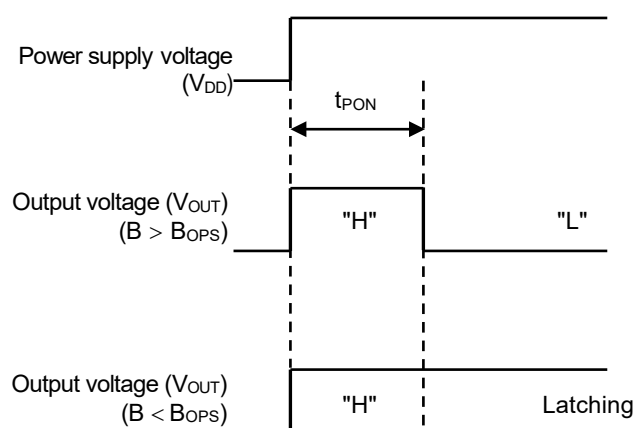 Power supply voltage
(VDD)
tPON
Output voltage (VOUT)
(B > BOPS)
"H"
"L"
Output voltage (VOUT)
(B < BOPS)
"H"
Latching